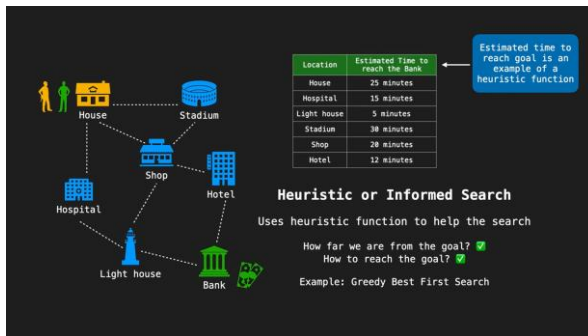 Location Estimated Time to
reach the Bank
House 25 minutes
Hospital 15 minutes
Light house 5 minutes
Stadium 30 minutes
Shop 20 minutes
Hotel 12 minutes
Estimated time to
reach goal is an
example of a
heuristic function
House
Stadium
Shop
Hotel
Hospital
Light house
Bank
Heuristic or Informed Search
Uses heuristic function to help the search
How far we are from the goal? ✅
How to reach the goal? ✅
Example: Greedy Best First Search